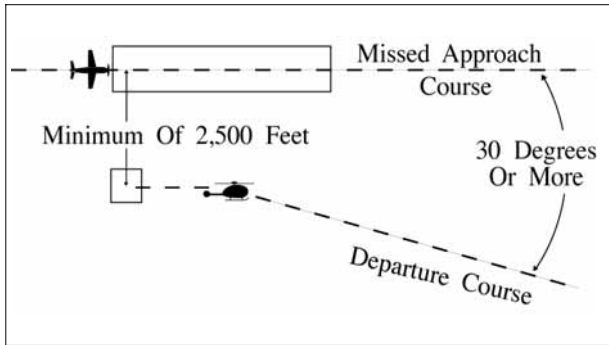 Missed Approach
Course
Minimum Of 2,500 Feet
30 Degrees
Or More
Departure Course